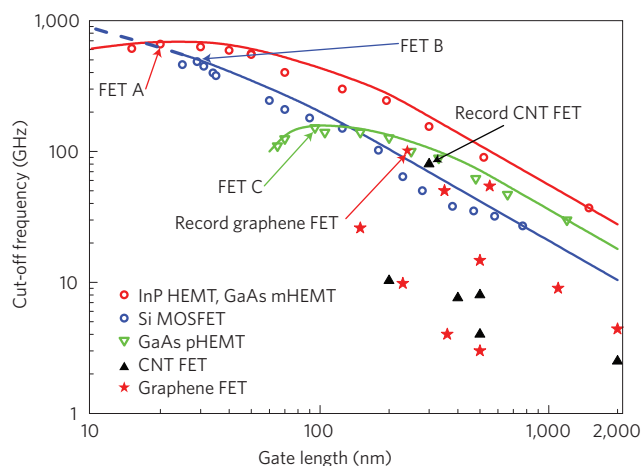 1,000
100
10
1
Cut-off frequency (GHz)
FET A
FET B
FET C
Record CNT FET
Record graphene FET
InP HEMT, GaAs mHEMT
Si MOSFET
GaAs pHEMT
CNT FET
Graphene FET
10 100 1,000 2,000
Gate length (nm)